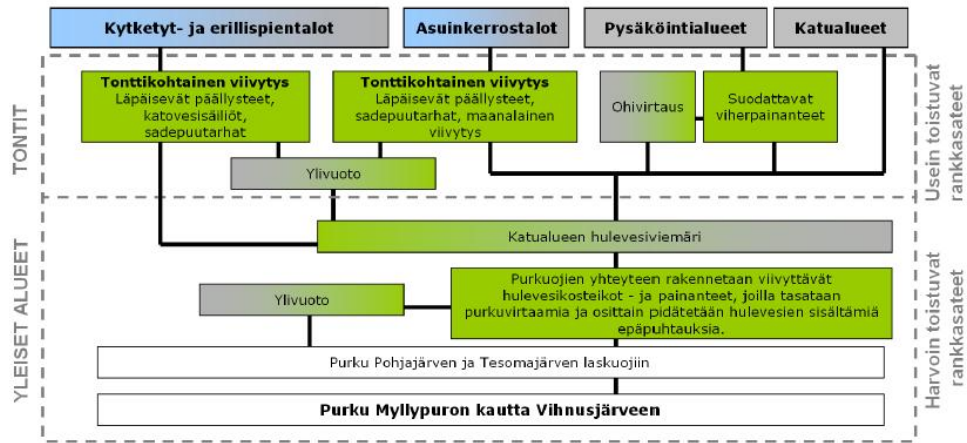 Kytketyt- ja erillispientalot
Asuinkerrostalot
Pysäköintialueet
Katualueet
TONTIT
Tonttikohtainen viivytys
Läpäisevät päällysteet,
katovesisäiliöt,
sadepuutarhat
Tonttikohtainen viivytys
Läpäisevät päällysteet,
sadepuutarhat, maanalainen
viivytys
Ohivirtaus
Suodattavat
viherpainanteet
Usein toistuvat
rankkasateet
Ylivuoto
YLEISET ALUEET
Katualueen hulevesiviemäri
Purkuojien yhteyteen rakennetaan viivyttävät
hulevesikosteikot - ja painanteet, joilla tasataan
purkuvirtaamia ja osittain pidätetään hulevesien sisältämiä
epäpuhtauksia.
Ylivuoto
Harvoin toistuvat
rankkasateet
Purku Pohjajärven ja Tesomajärven laskuojiin
Purku Myllypuron kautta Vihnusjärveen